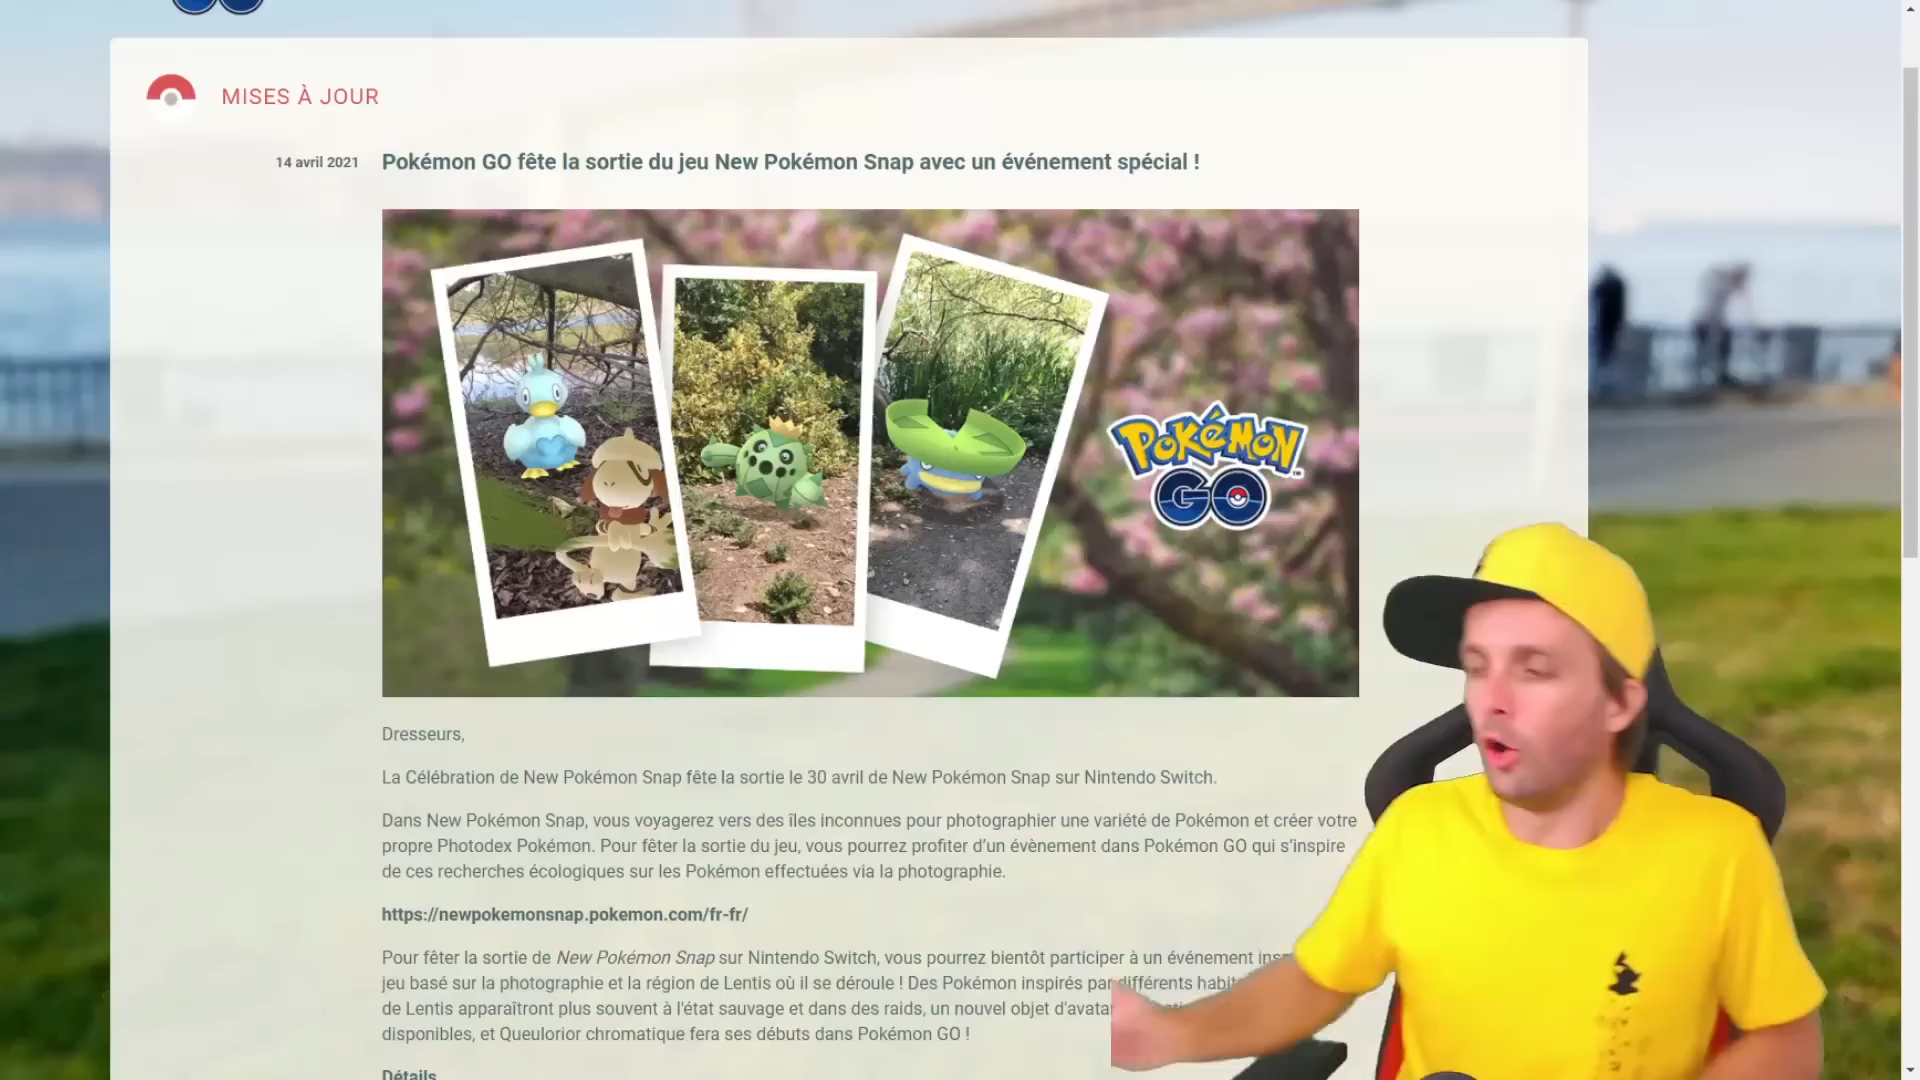 MISES À JOUR
14 avril 2021
Pokémon GO fête la sortie du jeu New Pokémon Snap avec un événement spécial !
POKéMON
GO
Dresseurs,
La Célébration de New Pokémon Snap fête la sortie le 30 avril de New Pokémon Snap sur Nintendo Switch.
Dans New Pokémon Snap, vous voyagerez vers des îles inconnues pour photographier une variété de Pokémon et créer votre
propre Photodex Pokémon. Pour fêter la sortie du jeu, vous pourrez profiter d’un évènement dans Pokémon GO qui s’inspire
de ces recherches écologiques sur les Pokémon effectuées via la photographie.
https://newpokemonsnap.pokemon.com/fr-fr/
Pour fêter la sortie de New Pokémon Snap sur Nintendo Switch, vous pourrez bientôt participer à un événement
jeu basé sur la photographie et la région de Lentis où il se déroule ! Des Pokémon inspirés par différents
de Lentis apparaîtront plus souvent à l'état sauvage et dans des raids, un nouvel objet d'avatar
disponibles, et Queulorior chromatique fera ses débuts dans Pokémon GO !
Détails